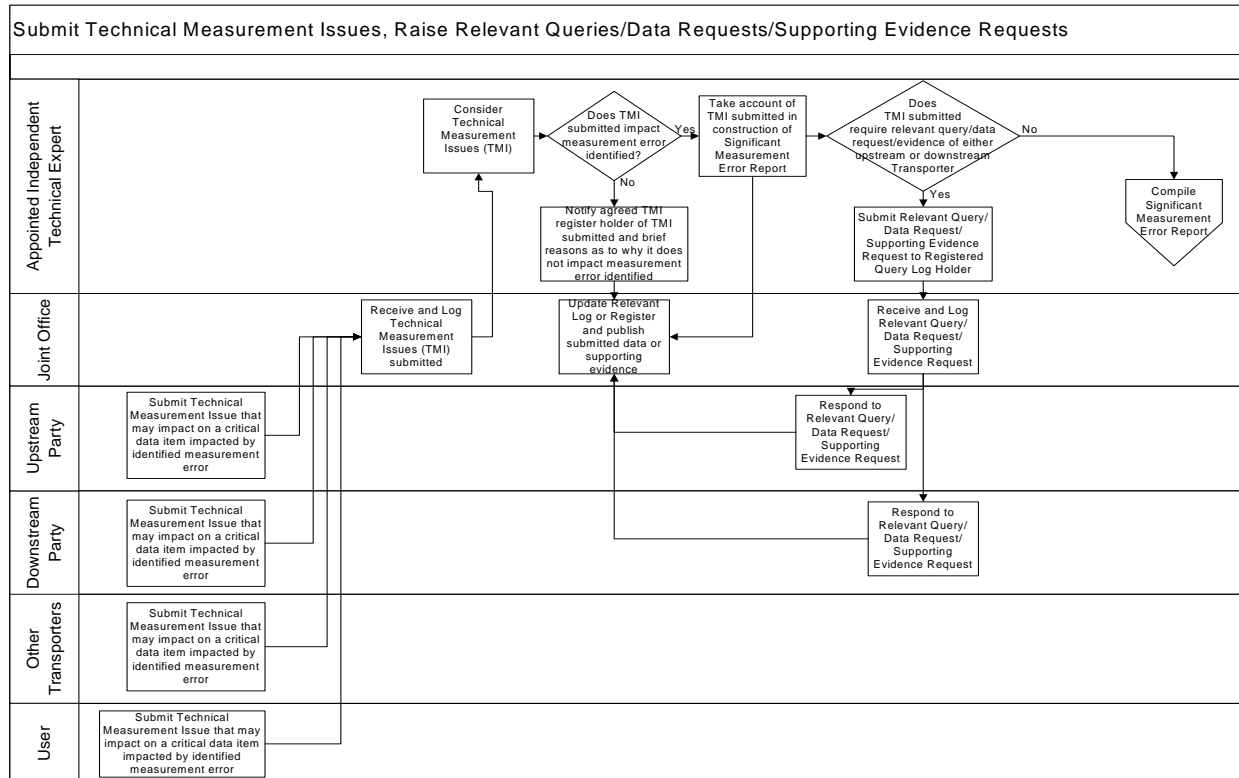 Submit Technical Measurement Issues, Raise Relevant Queries/Data Requests/Supporting Evidence Requests
Appointed Independent
Technical Expert
Consider
Technical
Measurement
Issues (TMI)
Does TMI
submitted impact
measurement error
identified?
Yes
No
Take account of
TMI submitted in
construction of
Significant
Measurement
Error Report
Does
TMI submitted
require relevant query/data
request/evidence of either
upstream or downstream
Transporter
No
Yes
Compile
Significant
Measurement
Error Report
Notify agreed TMI
register holder of TMI
submitted and brief
reasons as to why it does
not impact measurement
error identified
Submit Relevant Query/
Data Request/
Supporting Evidence
Request to Registered
Query Log Holder
Joint Office
Receive and Log
Technical
Measurement
Issues (TMI)
submitted
Update Relevant
Log or Register
and publish
submitted data or
supporting
evidence
Receive and Log
Relevant Query/
Data Request/
Supporting
Evidence Request
Upstream
Party
Submit Technical
Measurement Issue that
may impact on a critical
data item impacted by
identified measurement
error
Respond to
Relevant Query/
Data Request/
Supporting
Evidence Request
Downstream
Party
Submit Technical
Measurement Issue that
may impact on a critical
data item impacted by
identified measurement
error
Respond to
Relevant Query/
Data Request/
Supporting
Evidence Request
Other
Transporters
Submit Technical
Measurement Issue that
may impact on a critical
data item impacted by
identified measurement
error
User
Submit Technical
Measurement Issue that may
impact on a critical data item
impacted by identified
measurement error